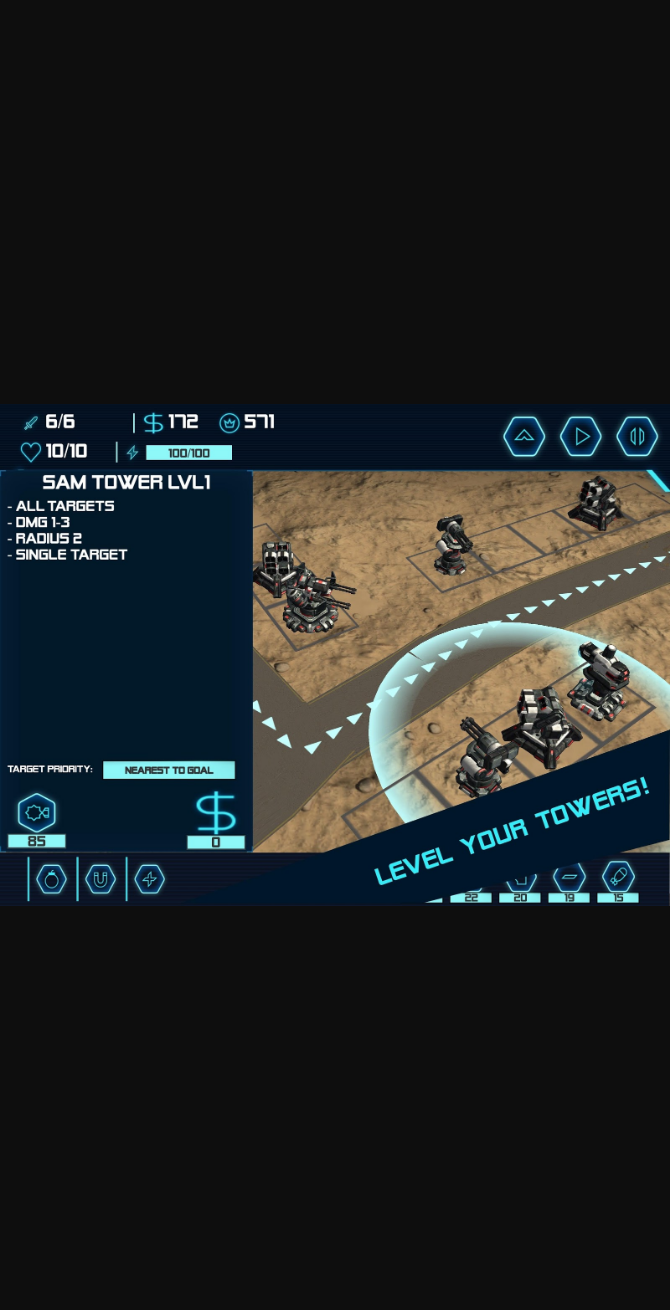 6/6
$ 172
571
10/10
100/100
SAM TOWER LVL1
- ALL TARGETS
- DMG 1-3
- RADIUS 2
- SINGLE TARGET
TARGET PRIORITY:
NEAREST TO GOAL
$
85
0
LEVEL YOUR TOWERS!
22
20
19
15